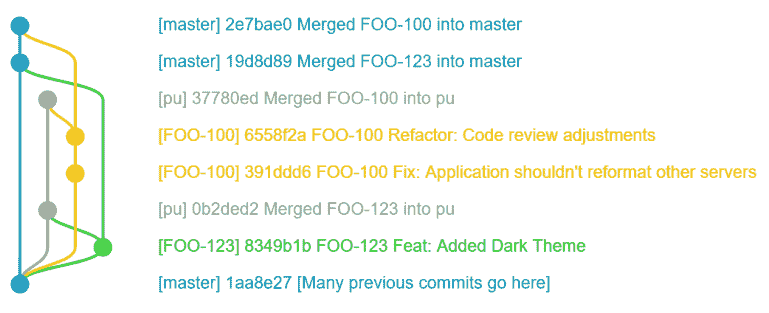 [master] 2e7bae0 Merged FOO-100 into master
[master] 19d8d89 Merged FOO-123 into master
[pu] 37780ed Merged FOO-100 into pu
[FOO-100] 6558f2a FOO-100 Refactor: Code review adjustments
[FOO-100] 391ddd6 FOO-100 Fix: Application shouldn't reformat other servers
[pu] 0b2ded2 Merged FOO-123 into pu
[FOO-123] 8349b1b FOO-123 Feat: Added Dark Theme
[master] 1aa8e27 [Many previous commits go here]